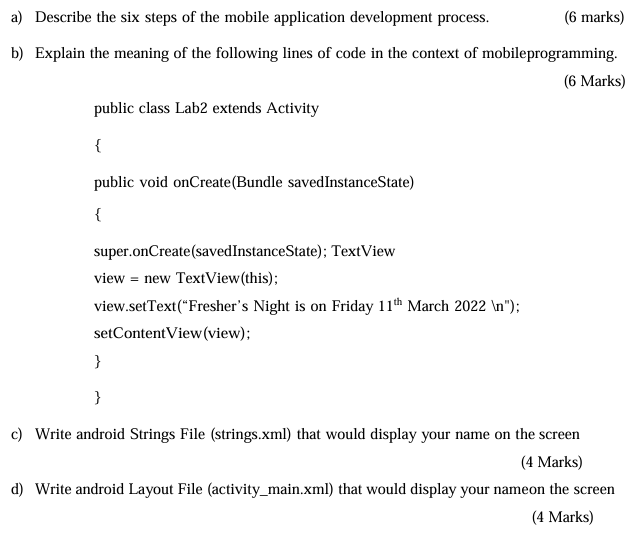 a) Describe the six steps of the mobile application development process. (6 marks)
b) Explain the meaning of the following lines of code in the context of mobileprogramming.
(6 Marks)
public class Lab2 extends Activity
{
public void onCreate(Bundle savedInstanceState)
{
super.onCreate(savedInstanceState); TextView
view = new TextView(this);
view.setText(“Fresher's Night is on Friday 11th March 2022 \n");
setContentView(view);
}
}
c) Write android Strings File (strings.xml) that would display your name on the screen
(4 Marks)
d) Write android Layout File (activity_main.xml) that would display your nameon the screen
(4 Marks)